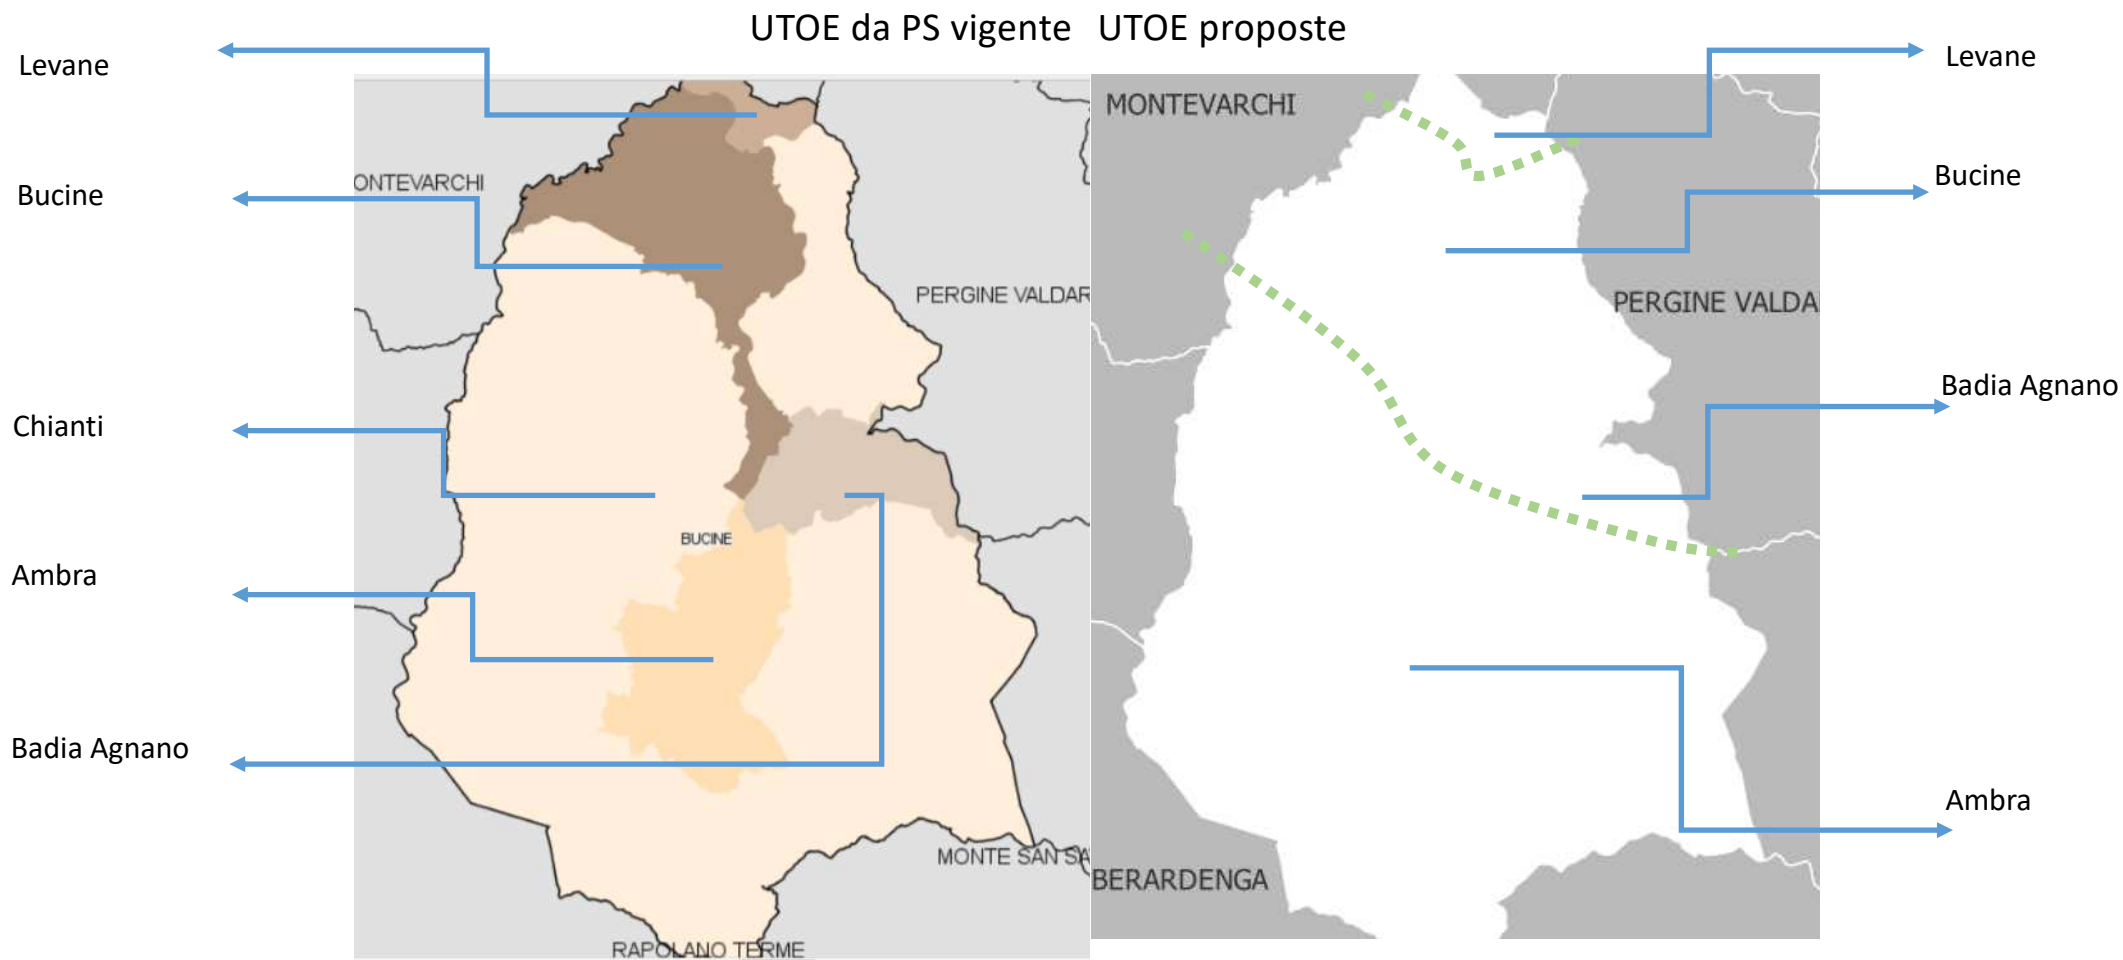 UTOE da PS vigente
UTOE proposte
Levane
Bucine
Chianti
Ambra
Badia Agnano
ONTEVARCHI
PERGINE VALDAR
BUCINE
MONTE SAN SA
RAPOLANO TERME
MONTEVARCHI
PERGINE VALDA
BERARDENGA
Levane
Bucine
Badia Agnano
Ambra